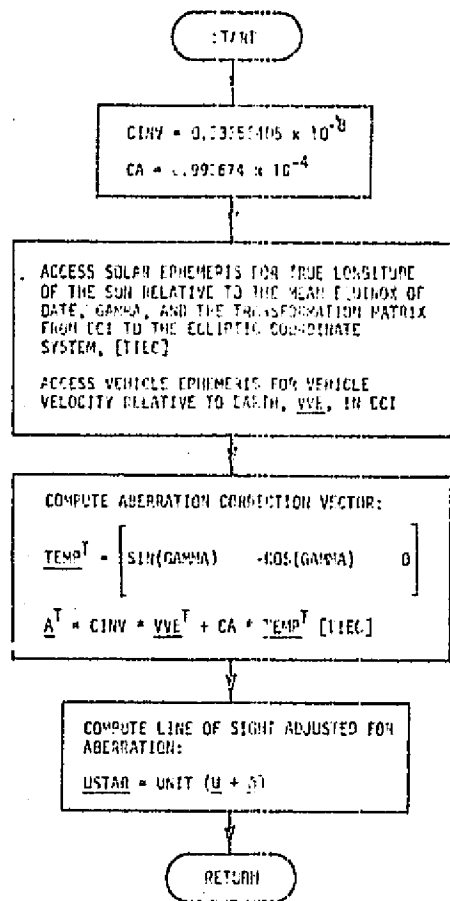 START
CINV = 0.33356405 x 10^-8
CA = 0.993674 x 10^-4
ACCESS SOLAR EPHEMERIS FOR TRUE LONGITUDE
OF THE SUN RELATIVE TO THE MEAN EQUINOX OF
DATE, GAMMA, AND THE TRANSFORMATION MATRIX
FROM ECI TO THE ECLIPTIC COORDINATE
SYSTEM, [TIEC]
ACCESS VEHICLE EPHEMERIS FOR VEHICLE
VELOCITY RELATIVE TO EARTH, VVE, IN ECI
COMPUTE ABERRATION CORRECTION VECTOR:
TEMP^T = [SIN(GAMMA) -COS(GAMMA) 0]
A^T = CINV * VVE^T + CA * TEMP^T [TIEC]
COMPUTE LINE OF SIGHT ADJUSTED FOR
ABERRATION:
USTAR = UNIT (U + A)
RETURN